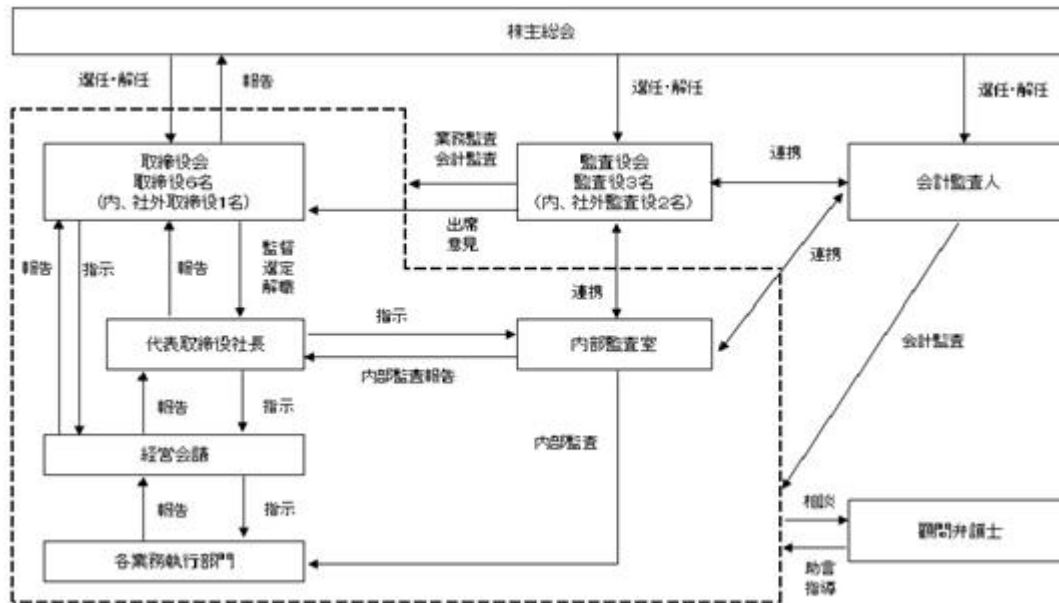 株主総会
選任・解任
報告
選任・解任
選任・解任
取締役会
取締役6名
(内、社外取締役1名)
業務監査
会計監査
監査役会
監査役3名
(内、社外監査役2名)
連携
会計監査人
出席
意見
報告
指示
報告
監督
選定
解職
連携
連携
代表取締役社長
指示
内部監査報告
内部監査室
会計監査
報告
指示
経営会議
内部監査
報告
指示
各業務執行部門
相談
顧問弁護士
助言
指導